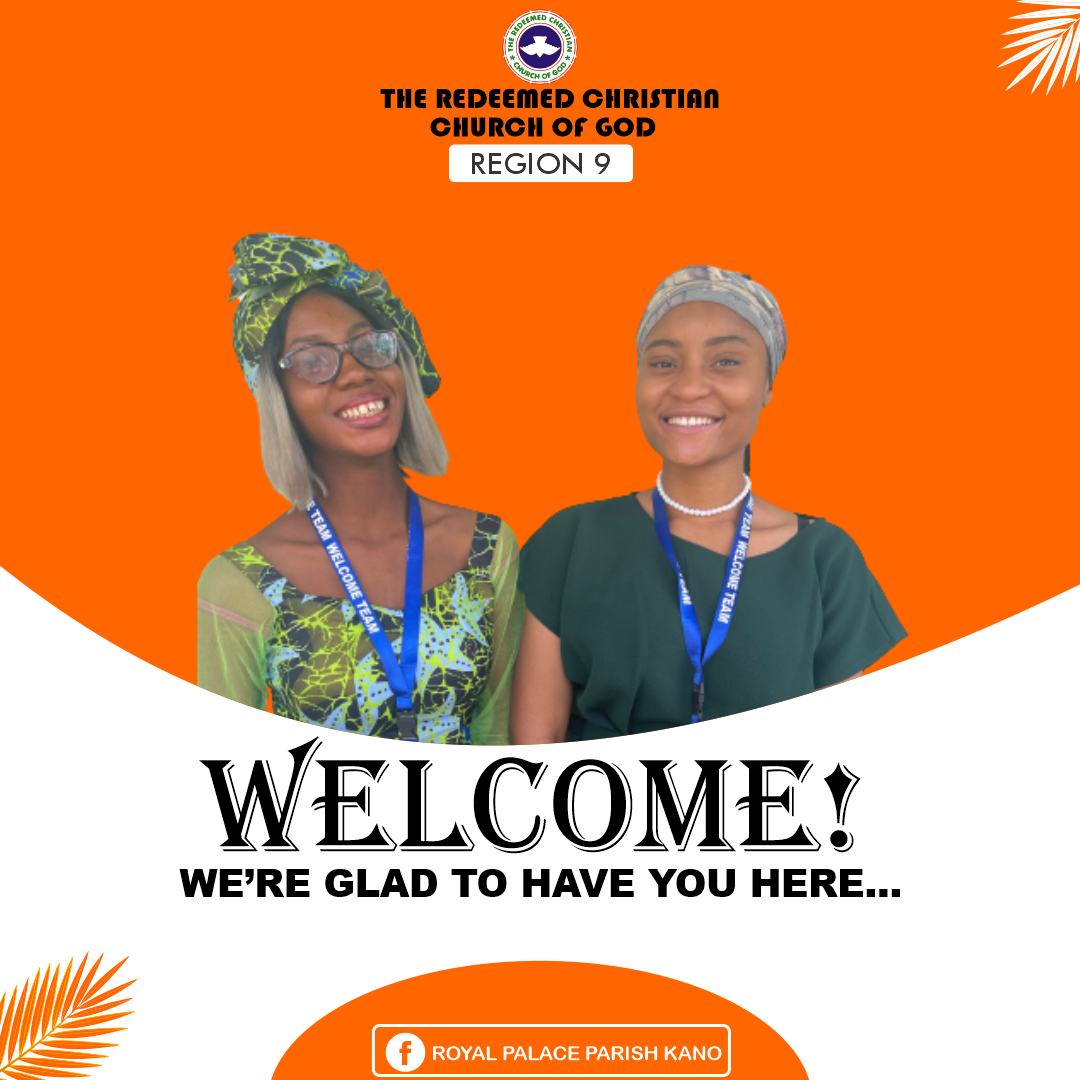 THE REDEEMED CHRISTIAN
CHURCH OF GOD
THE REDEEMED CHRISTIAN
CHURCH OF GOD
REGION 9
TEAM WELCOME TEAM
WELCOME TEAM
WELCOME!
WE'RE GLAD TO HAVE YOU HERE...
f ROYAL PALACE PARISH KANO